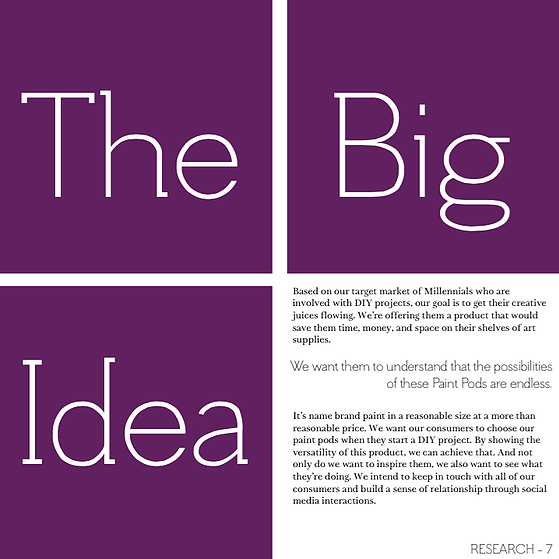 The
Big
Idea
Based on our target market of Millennials who are
involved with DIY projects, our goal is to get their creative
juices flowing. We're offering them a product that would
save them time, money, and space on their shelves of art
supplies.
We want them to understand that the possibilities
of these Paint Pods are endless.
It's name brand paint in a reasonable size at a more than
reasonable price. We want our consumers to choose our
paint pods when they start a DIY project. By showing the
versatility of this product, we can achieve that. And not
only do we want to inspire them, we also want to see what
they're doing. We intend to keep in touch with all of our
consumers and build a sense of relationship through social
media interactions.
RESEARCH - 7